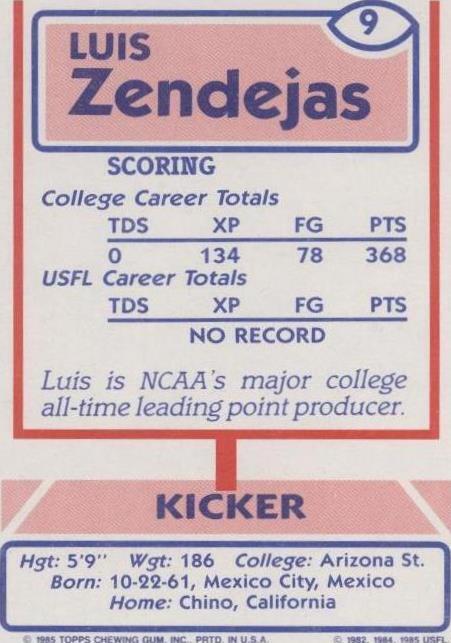 9
LUIS
Zendejas
SCORING
College Career Totals
TDS XP FG PTS
0 134 78 368
USFL Career Totals
TDS XP FG PTS
NO RECORD
Luis is NCAA's major college
all-time leading point producer.
KICKER
Hgt: 5'9" Wgt: 186 College: Arizona St.
Born: 10-22-61, Mexico City, Mexico
Home: Chino, California
© 1985 TOPPS CHEWING GUM, INC., PRTD. IN U.S.A. © 1982, 1984, 1985 USFL